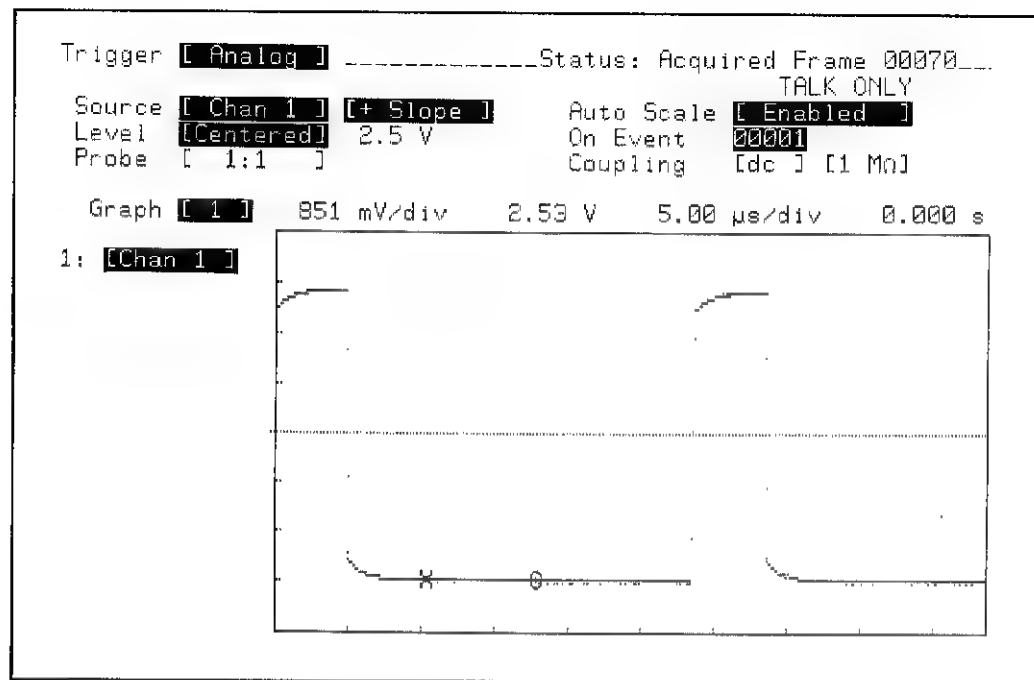 Trigger [ Analog ] ______________Status: Acquired Frame 00070___
TALK ONLY
Source [ Chan 1 ] [+ Slope ] Auto Scale [ Enabled ]
Level [Centered] 2.5 V On Event 00001
Probe [ 1:1 ] Coupling [dc ] [1 MΩ]
Graph [ 1 ] 851 mV/div 2.53 V 5.00 µs/div 0.000 s
1: [Chan 1 ]
X O